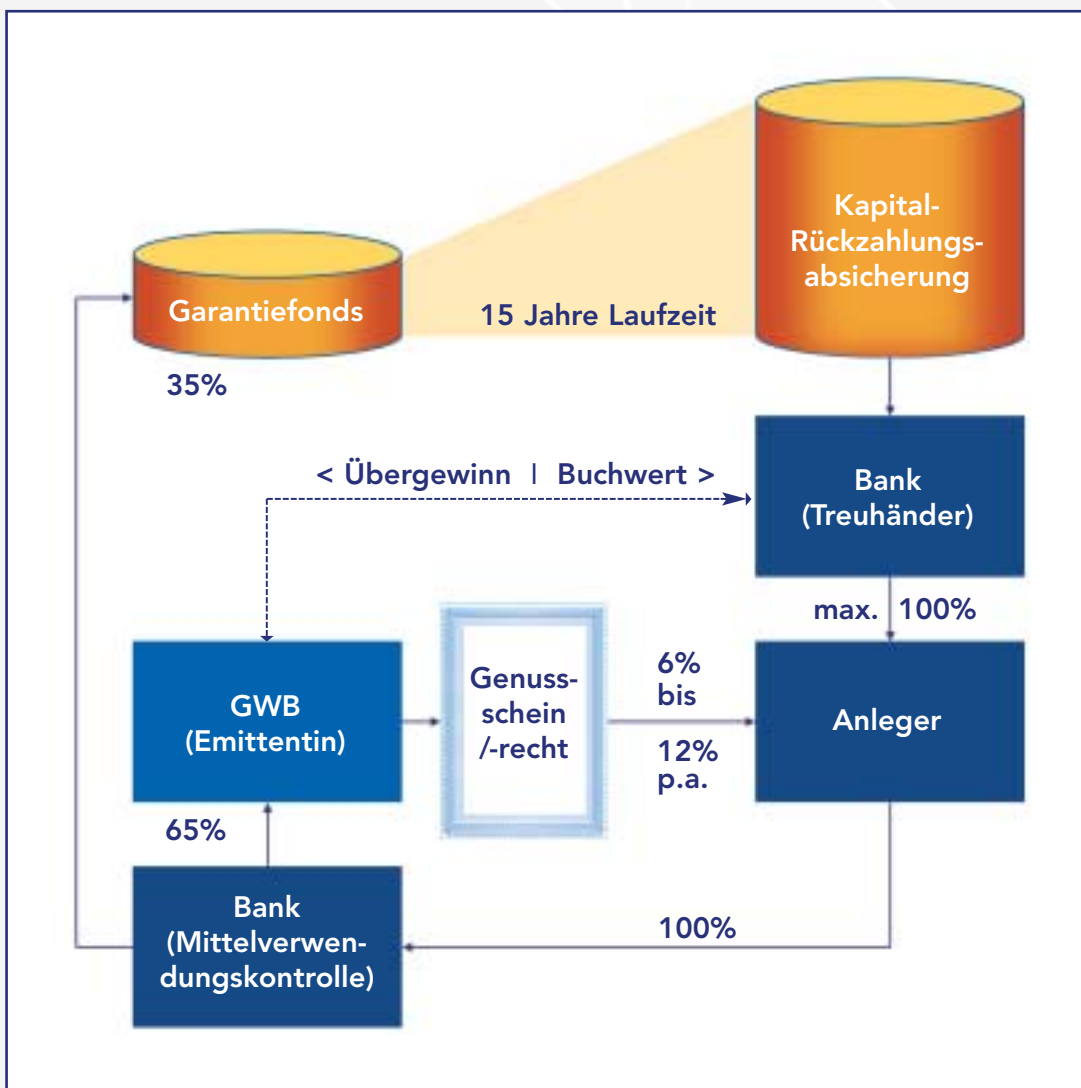 Kapital-
Rückzahlungs-
absicherung
Garantiefonds
15 Jahre Laufzeit
35%
< Übergewinn | Buchwert >
Bank
(Treuhänder)
max. 100%
GWB
(Emittentin)
Genuss-
schein
/-recht
6%
bis
12%
p.a.
Anleger
65%
Bank
(Mittelverwen-
dungskontrolle)
100%